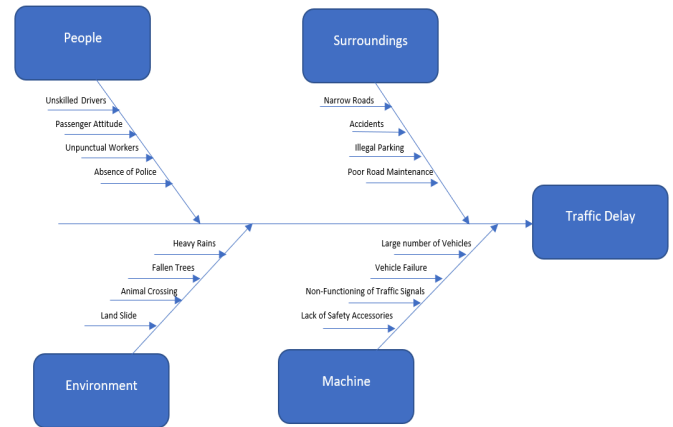 People
Surroundings
Unskilled Drivers
Passenger Attitude
Unpunctual Workers
Absence of Police
Narrow Roads
Accidents
Illegal Parking
Poor Road Maintenance
Traffic Delay
Heavy Rains
Fallen Trees
Animal Crossing
Land Slide
Large number of Vehicles
Vehicle Failure
Non-Functioning of Traffic Signals
Lack of Safety Accessories
Environment
Machine